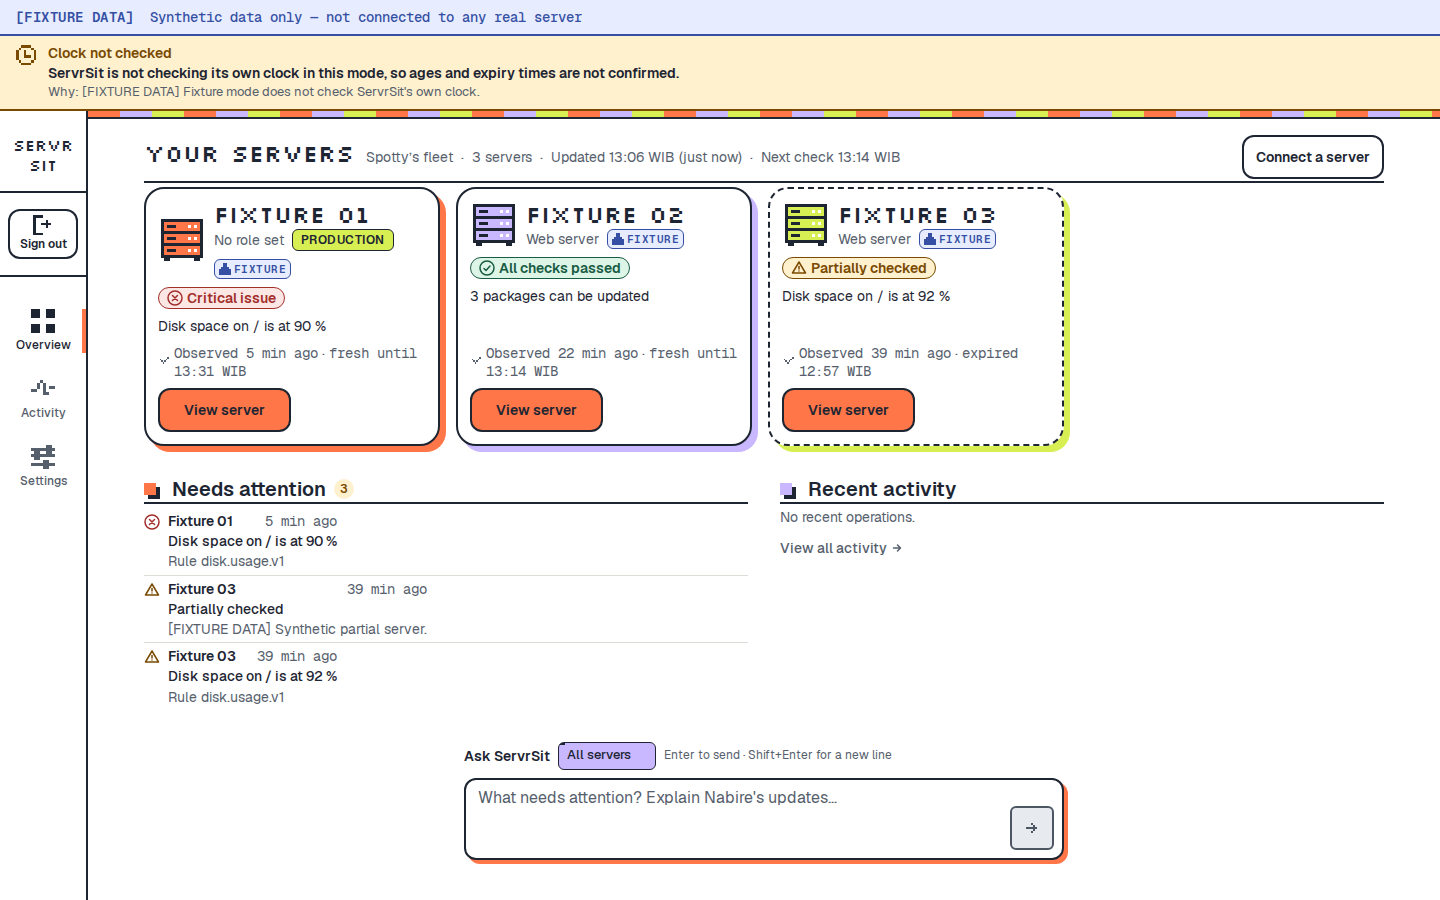 [FIXTURE DATA] Synthetic data only — not connected to any real server
Clock not checked
ServrSit is not checking its own clock in this mode, so ages and expiry times are not confirmed.
Why: [FIXTURE DATA] Fixture mode does not check ServrSit's own clock.
SERVR
SIT
Sign out
Overview
Activity
Settings
YOUR SERVERS Spotty's fleet · 3 servers · Updated 13:06 WIB (just now) · Next check 13:14 WIB
Connect a server
FIXTURE 01
No role set PRODUCTION
FIXTURE
Critical issue
Disk space on / is at 90 %
Observed 5 min ago · fresh until
13:31 WIB
View server
FIXTURE 02
Web server FIXTURE
All checks passed
3 packages can be updated
Observed 22 min ago · fresh until
13:14 WIB
View server
FIXTURE 03
Web server FIXTURE
Partially checked
Disk space on / is at 92 %
Observed 39 min ago · expired
12:57 WIB
View server
Needs attention 3
Fixture 01 5 min ago
Disk space on / is at 90 %
Rule disk.usage.v1
Fixture 03 39 min ago
Partially checked
[FIXTURE DATA] Synthetic partial server.
Fixture 03 39 min ago
Disk space on / is at 92 %
Rule disk.usage.v1
Recent activity
No recent operations.
View all activity →
Ask ServrSit All servers Enter to send · Shift+Enter for a new line
What needs attention? Explain Nabire's updates…